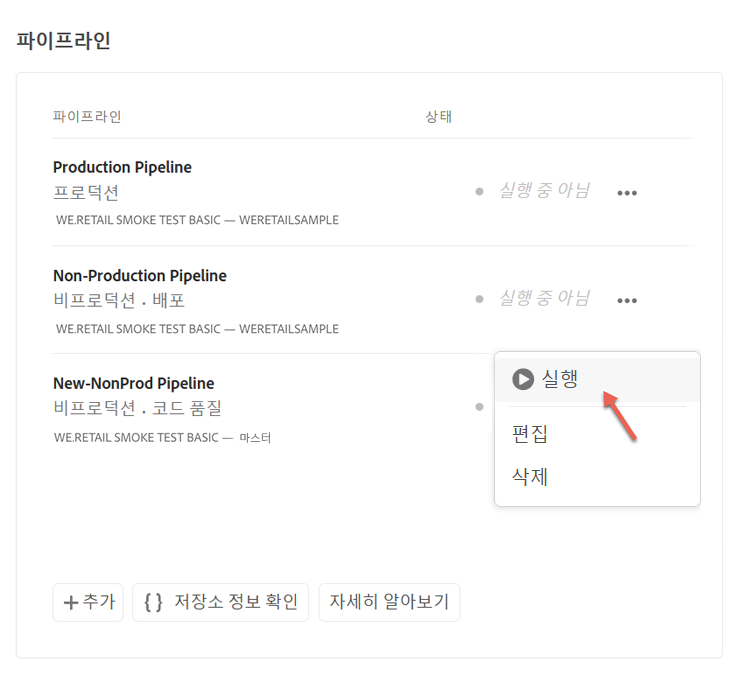 파이프라인
파이프라인 상태
Production Pipeline
프로덕션
실행 중 아님
WE.RETAIL SMOKE TEST BASIC — WERETAILSAMPLE
Non-Production Pipeline
비프로덕션 . 배포
실행 중 아님
WE.RETAIL SMOKE TEST BASIC — WERETAILSAMPLE
New-NonProd Pipeline
비프로덕션 . 코드 품질
WE.RETAIL SMOKE TEST BASIC — 마스터
실행
편집
삭제
추가 {} 저장소 정보 확인 자세히 알아보기